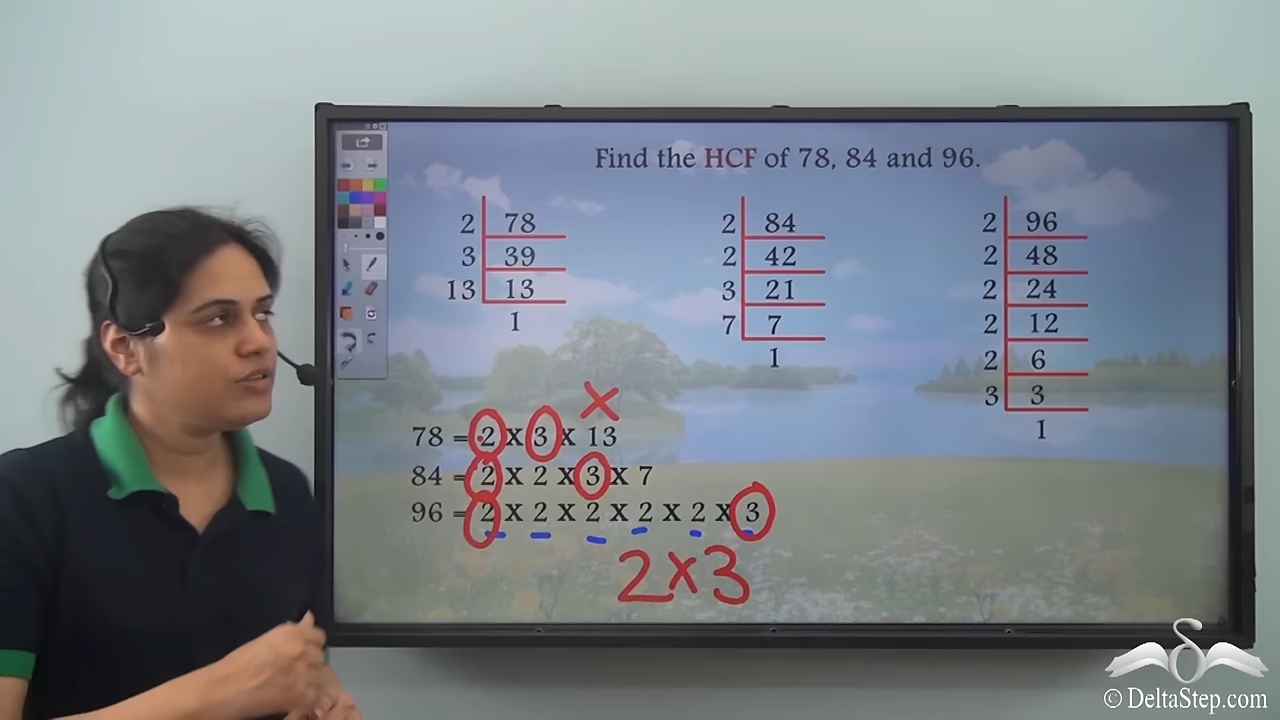 Find the HCF of 78, 84 and 96.
2 78
3 39
13 13
1
2 84
2 42
3 21
7 7
1
2 96
2 48
2 24
2 12
2 6
3 3
1
X
78 = 2 x 3 x 13
84 = 2 x 2 x 3 x 7
96 = 2 x 2 x 2 x 2 x 2 x 3
2x3
© DeltaStep.com